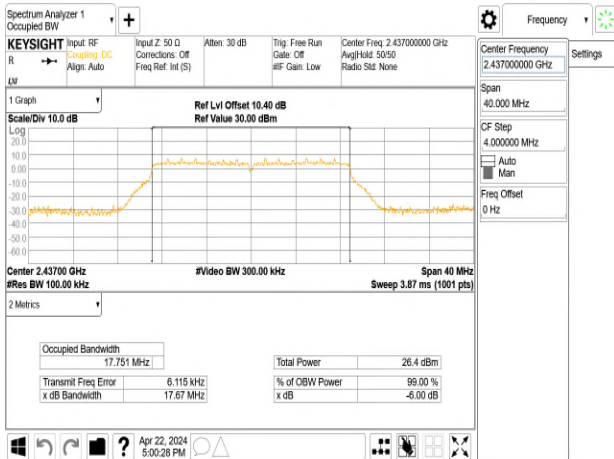 Spectrum Analyzer 1
Occupied BW
Frequency
KEYSIGHT
R
Input: RF
Coupling: DC
Align: Auto
Input Z: 50 Ω
Corrections: Off
Freq Ref: Int (S)
Atten: 30 dB
Trig: Free Run
Gate: Off
#IF Gain: Low
Center Freq: 2.437000000 GHz
Avg|Hold: 50/50
Radio Std: None
Center Frequency
2.437000000 GHz
Settings
Span
40.000 MHz
CF Step
4.000000 MHz
Auto
Man
Freq Offset
0 Hz
1 Graph
Scale/Div 10.0 dB
Ref Lvl Offset 10.40 dB
Ref Value 30.00 dBm
Log
20.0
10.0
0.00
-10.0
-20.0
-30.0
-40.0
-50.0
-60.0
Center 2.43700 GHz
#Video BW 300.00 kHz
Span 40 MHz
#Res BW 100.00 kHz
Sweep 3.87 ms (1001 pts)
2 Metrics
Occupied Bandwidth
17.751 MHz
Total Power 26.4 dBm
Transmit Freq Error 6.115 kHz
% of OBW Power 99.00 %
x dB Bandwidth 17.67 MHz
x dB -6.00 dB
?
Apr 22, 2024
5:00:28 PM